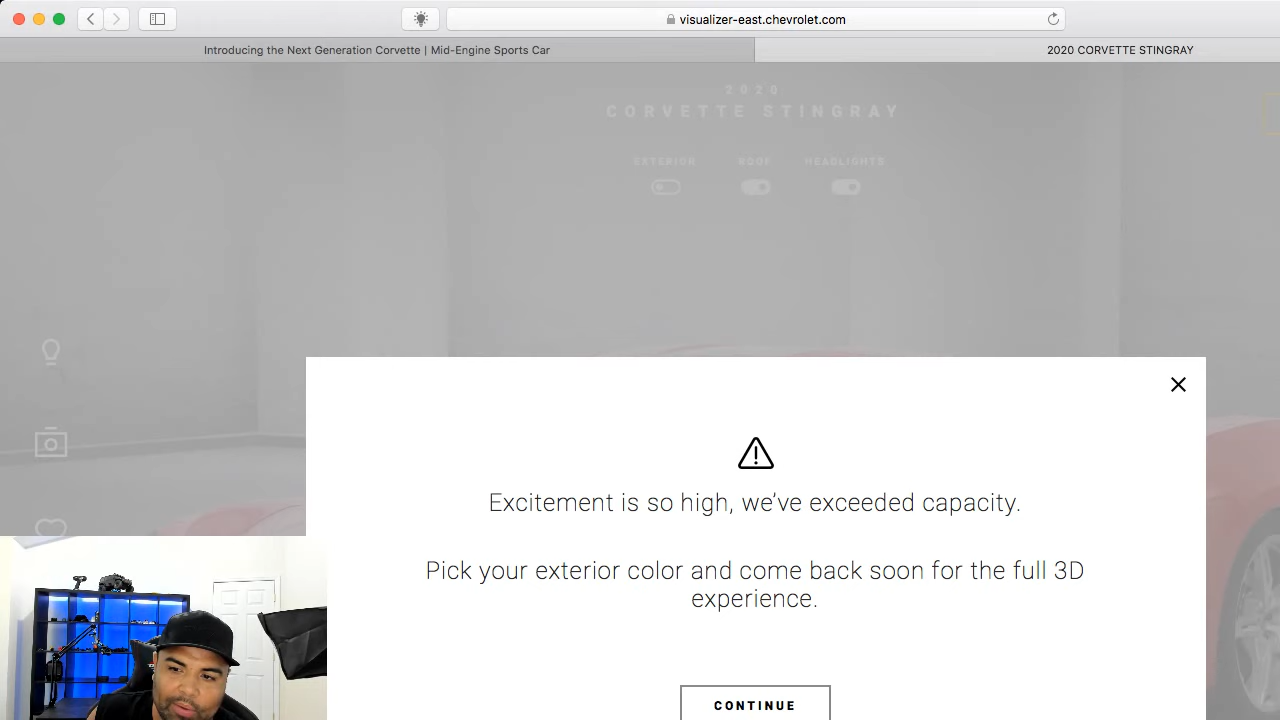 visualizer-east.chevrolet.com
Introducing the Next Generation Corvette | Mid-Engine Sports Car
2020 CORVETTE STINGRAY
2020
CORVETTE STINGRAY
EXTERIOR ROOF HEADLIGHTS
Excitement is so high, we've exceeded capacity.
Pick your exterior color and come back soon for the full 3D
experience.
CONTINUE